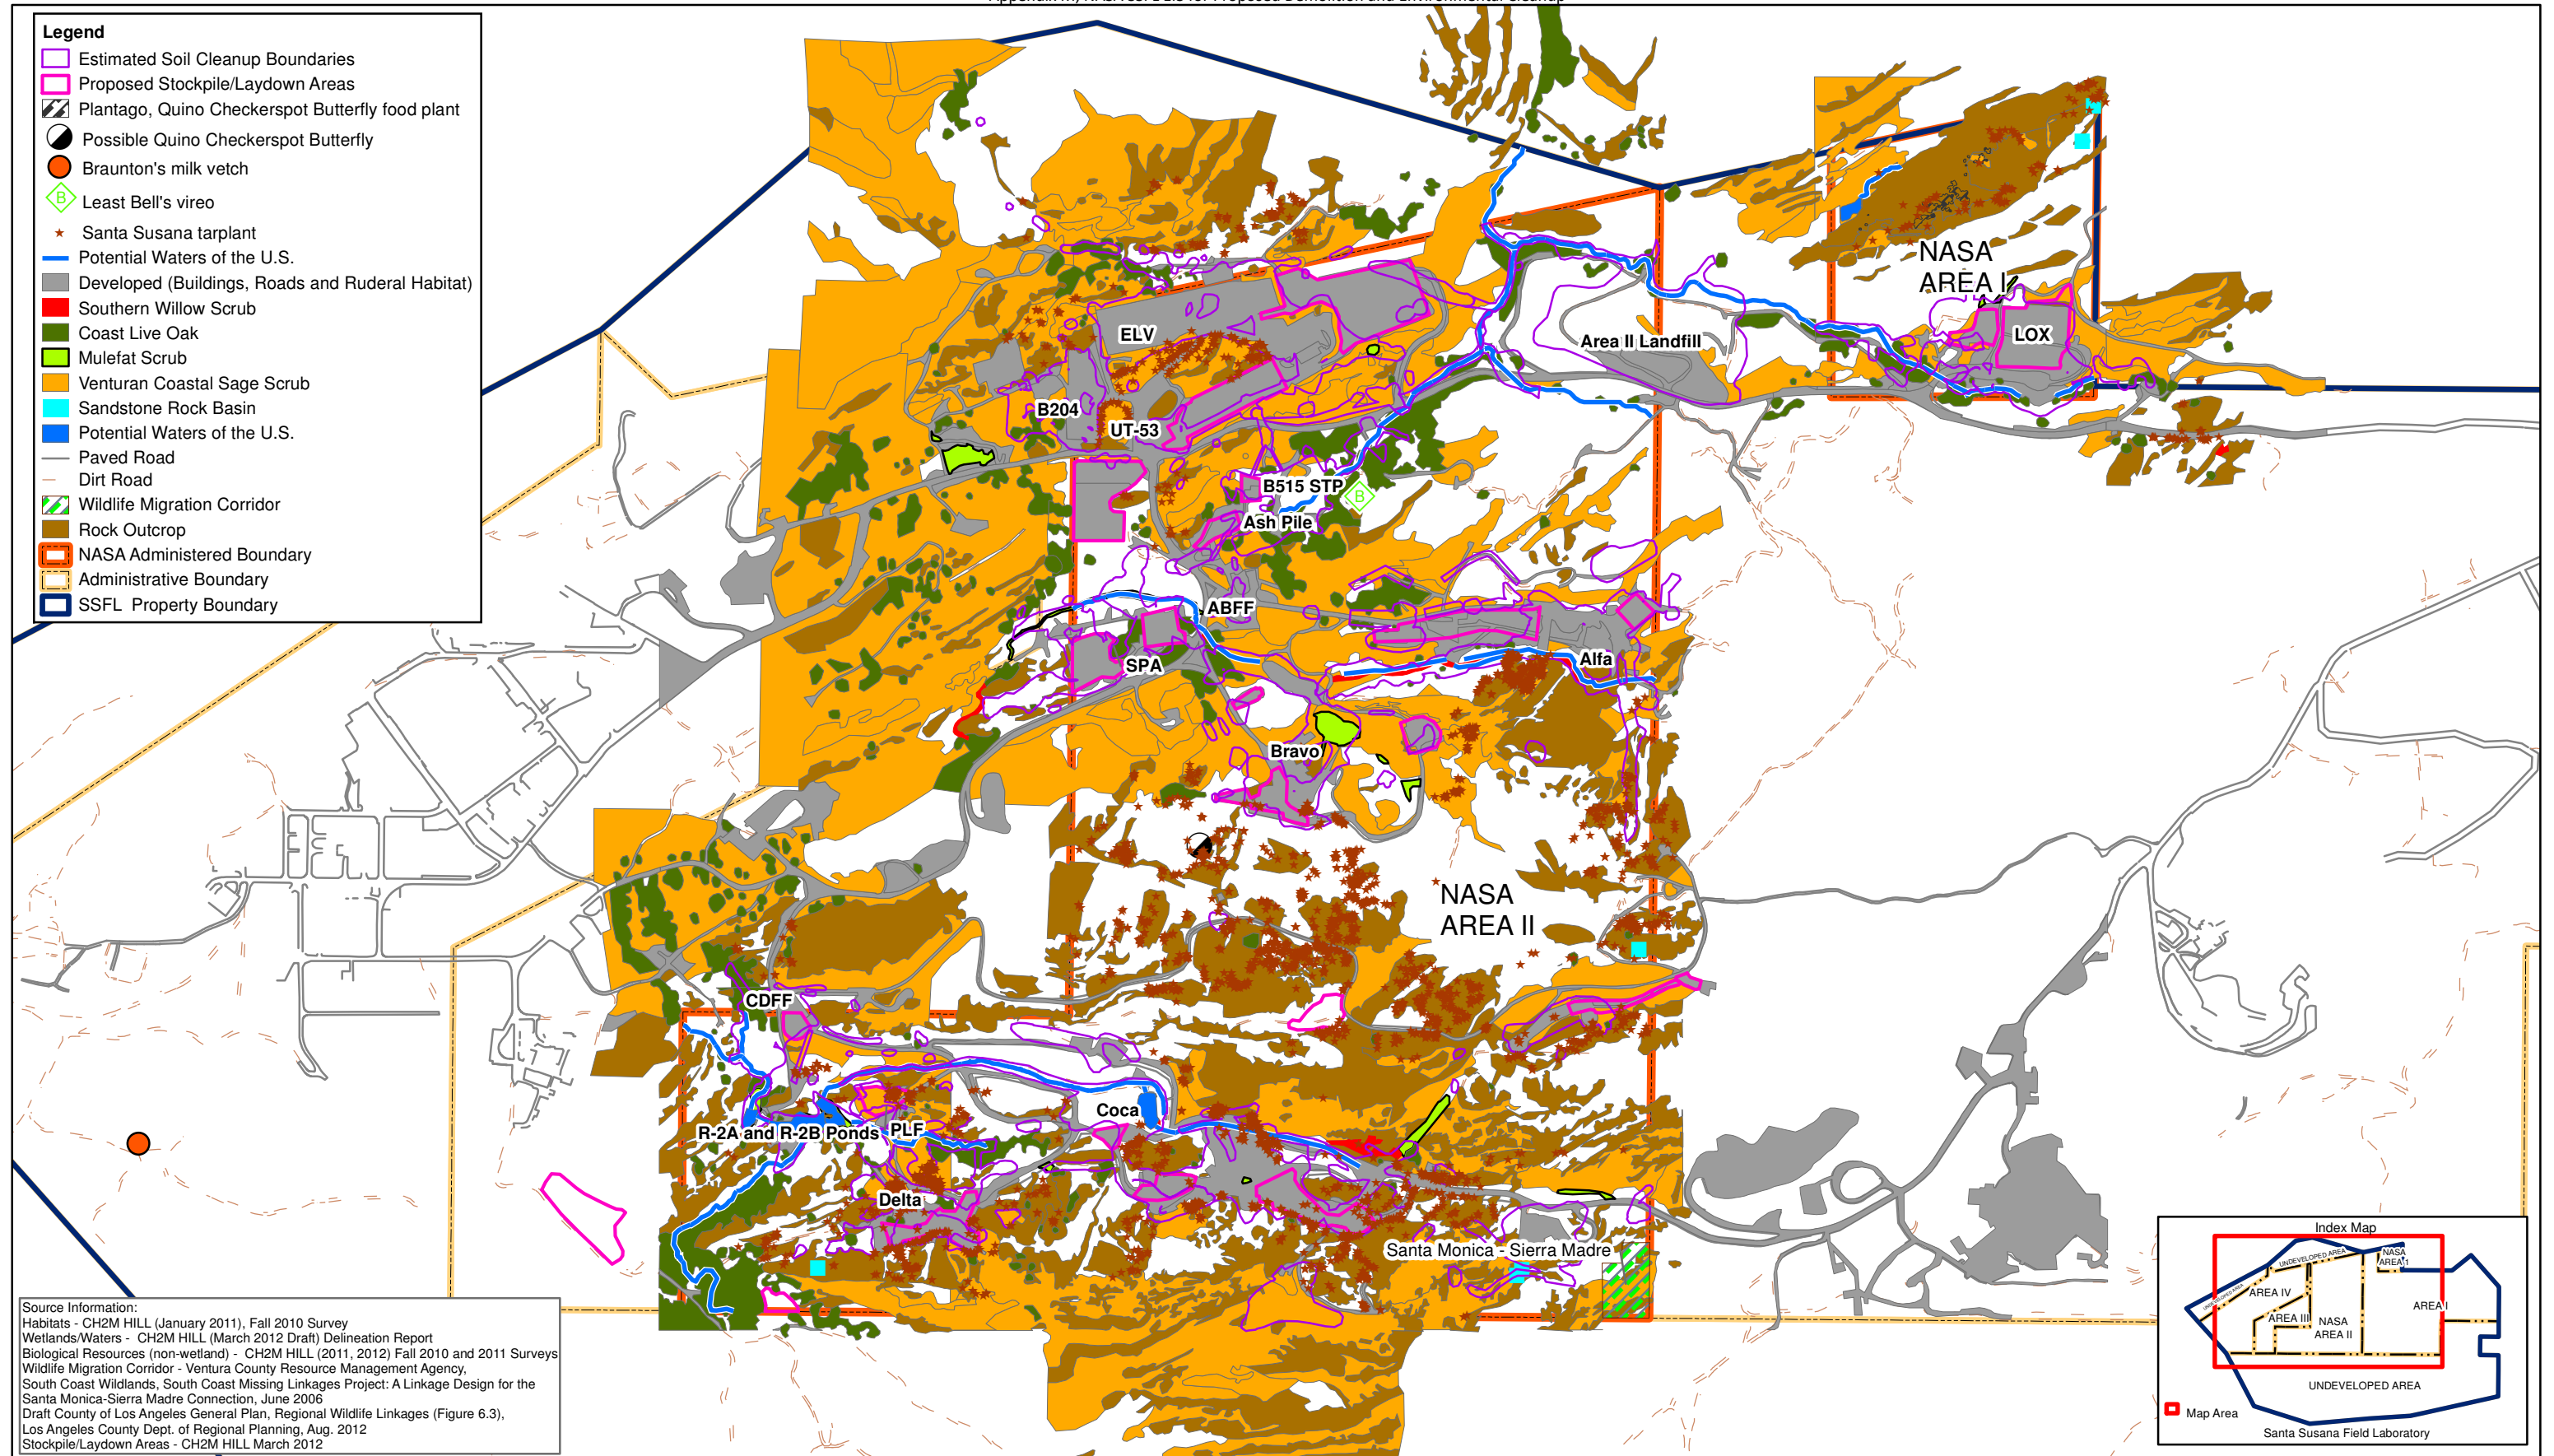 Legend
Estimated Soil Cleanup Boundaries
Proposed Stockpile/Laydown Areas
Plantago, Quino Checkerspot Butterfly food plant
Possible Quino Checkerspot Butterfly
Braunton's milk vetch
B
Least Bell's vireo
Santa Susana tarplant
Potential Waters of the U.S.
Developed (Buildings, Roads and Ruderal Habitat)
Southern Willow Scrub
Coast Live Oak
Mulefat Scrub
Venturan Coastal Sage Scrub
Sandstone Rock Basin
Potential Waters of the U.S.
Paved Road
Dirt Road
Wildlife Migration Corridor
Rock Outcrop
NASA Administered Boundary
Administrative Boundary
SSFL Property Boundary
NASA
AREA I
LOX
ELV
Area II Landfill
B204
UT-53
B515 STP
B
Ash Pile
ABFF
SPA
Alfa
Bravo
NASA
AREA II
CDFF
Coca
R-2A and R-2B Ponds
PLF
Delta
Santa Monica - Sierra Madre
Source Information:
Habitats - CH2M HILL (January 2011), Fall 2010 Survey
Wetlands/Waters - CH2M HILL (March 2012 Draft) Delineation Report
Biological Resources (non-wetland) - CH2M HILL (2011, 2012) Fall 2010 and 2011 Surveys
Wildlife Migration Corridor - Ventura County Resource Management Agency,
South Coast Wildlands, South Coast Missing Linkages Project: A Linkage Design for the
Santa Monica-Sierra Madre Connection, June 2006
Draft County of Los Angeles General Plan, Regional Wildlife Linkages (Figure 6.3),
Los Angeles County Dept. of Regional Planning, Aug. 2012
Stockpile/Laydown Areas - CH2M HILL March 2012
Index Map
UNDEVELOPED AREA
NASA
AREA 1
UNDEVELOPED AREA
AREA IV
AREA I
AREA III
NASA
AREA II
UNDEVELOPED AREA
Map Area
Santa Susana Field Laboratory